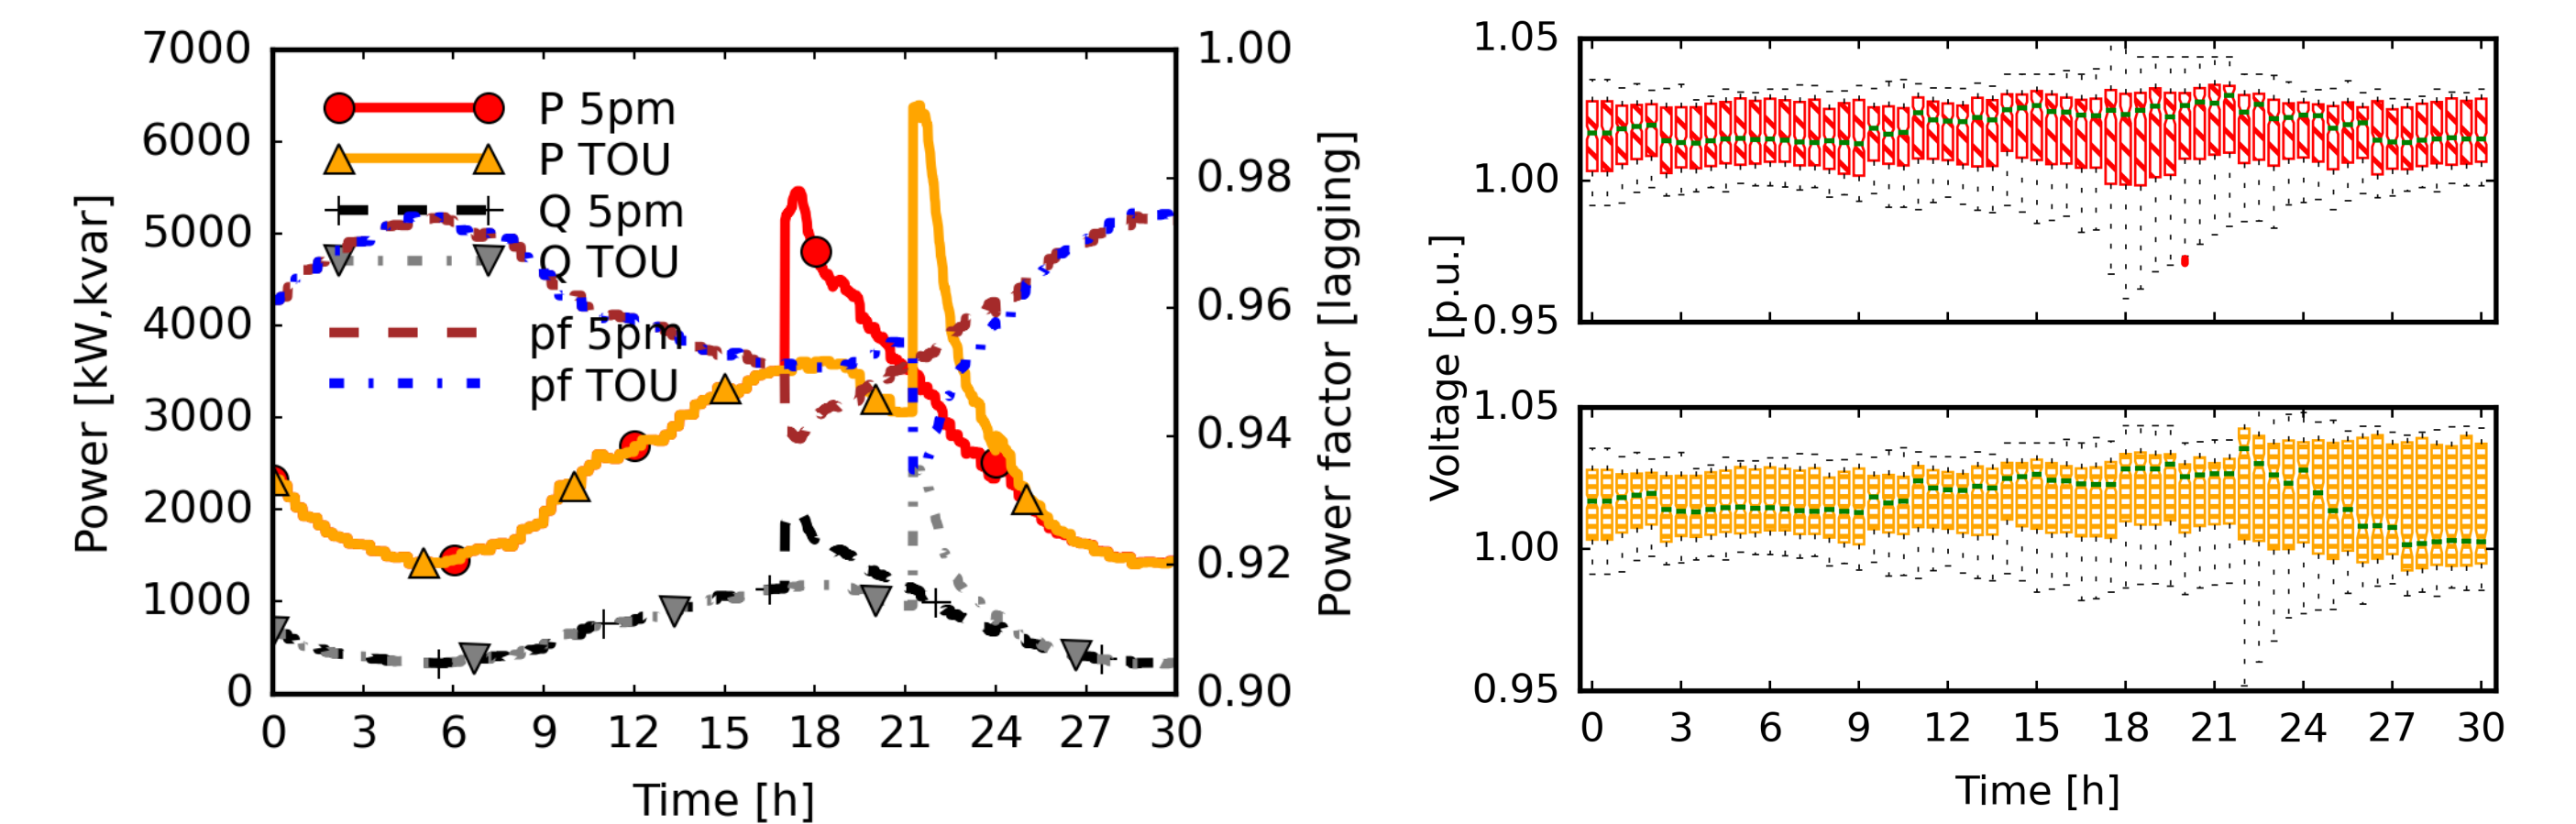 7000
6000
5000
4000
3000
2000
1000
0
Power [kW,kvar]
P 5pm
P TOU
Q 5pm
Q TOU
pf 5pm
pf TOU
0 3 6 9 12 15 18 21 24 27 30
Time [h]
1.00
0.98
0.96
0.94
0.92
0.90
Power factor [lagging]
Voltage [p.u.]
1.05
1.00
0.95
1.05
1.00
0.95
0 3 6 9 12 15 18 21 24 27 30
Time [h]